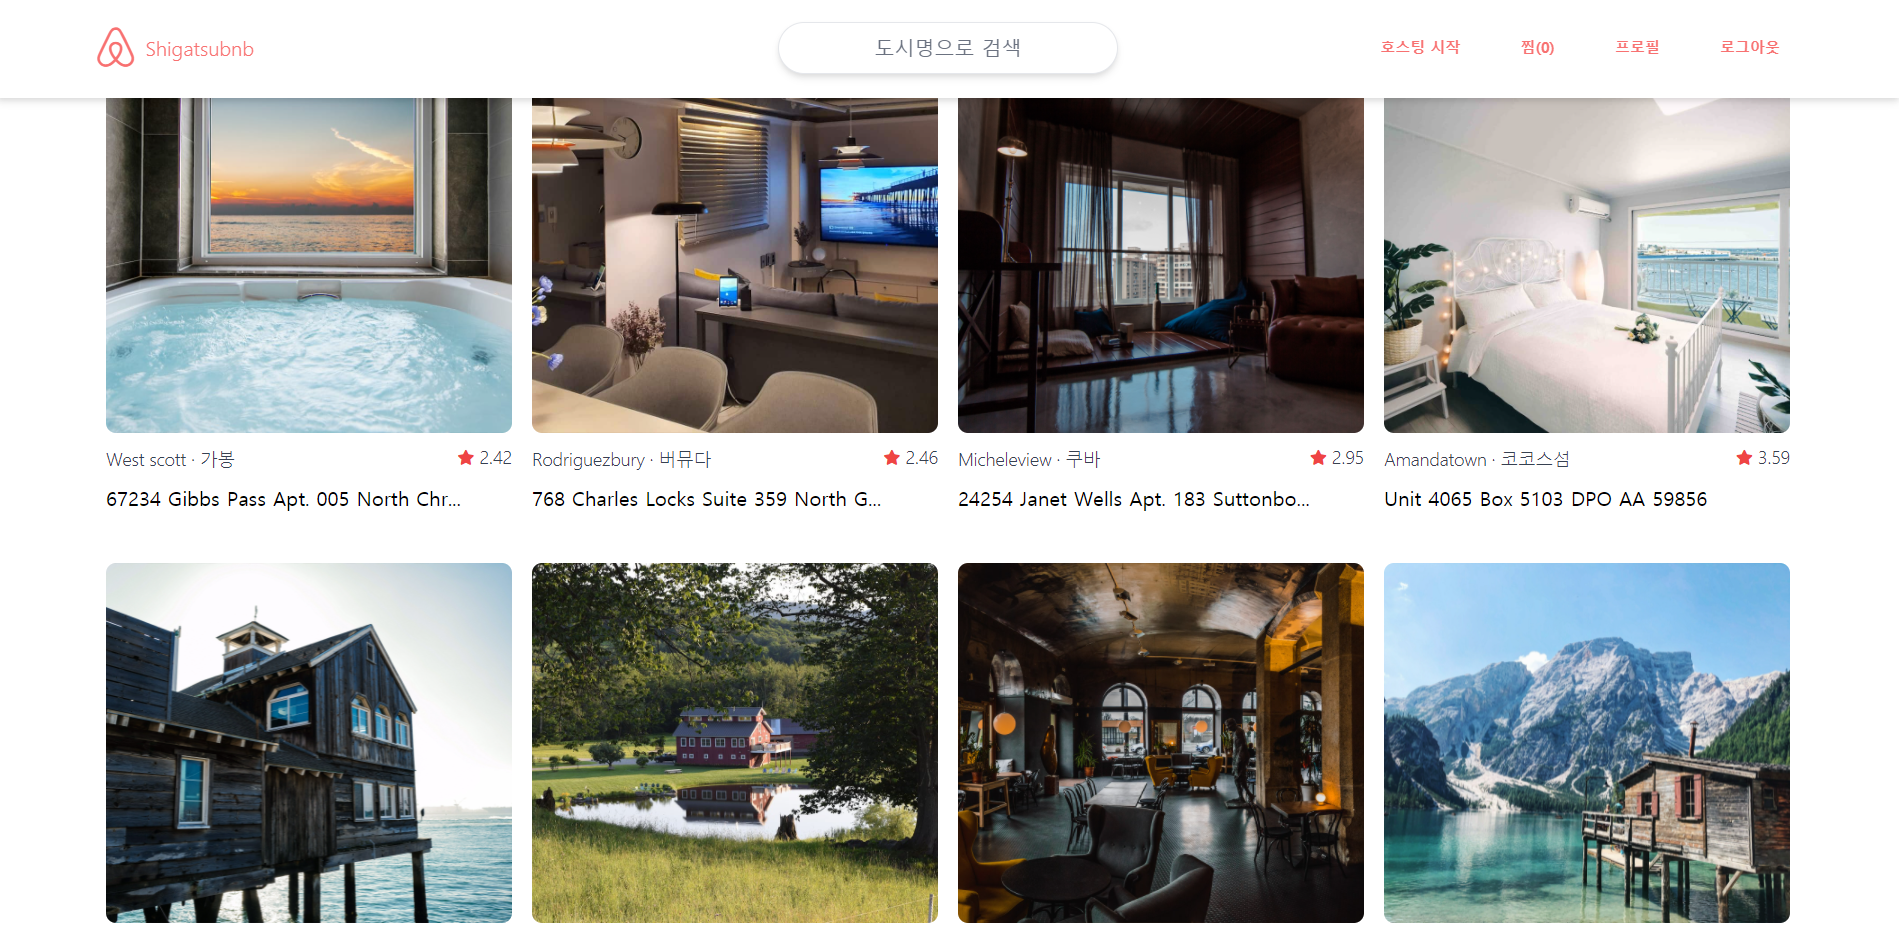 Shigatsubnb
도시명으로 검색
호스팅 시작
찜(0)
프로필
로그아웃
West scott · 가봉
2.42
67234 Gibbs Pass Apt. 005 North Chr...
Rodriguezbury · 버뮤다
2.46
768 Charles Locks Suite 359 North G...
Micheleview · 쿠바
2.95
24254 Janet Wells Apt. 183 Suttonbo...
Amandatown · 코코스섬
3.59
Unit 4065 Box 5103 DPO AA 59856